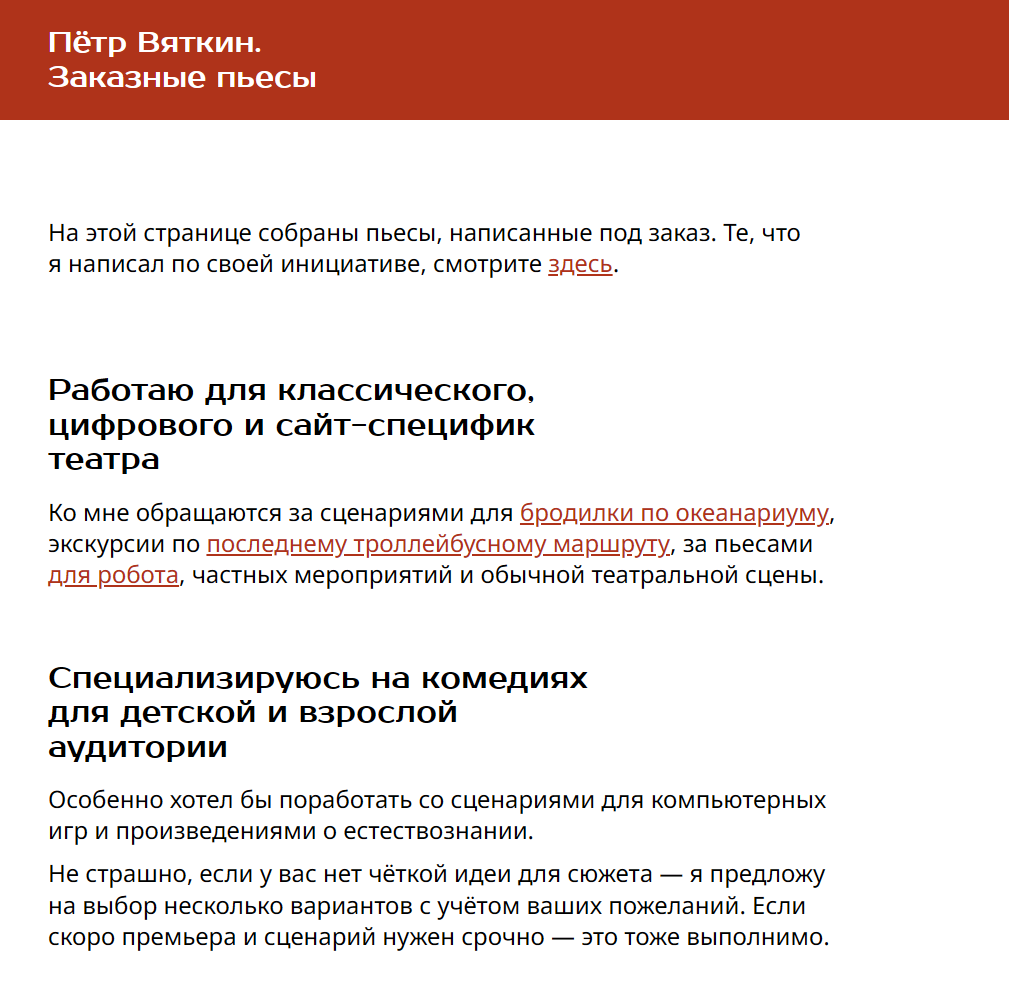 Пётр Вяткин.
Заказные пьесы
На этой странице собраны пьесы, написанные под заказ. Те, что
я написал по своей инициативе, смотрите здесь.
Работаю для классического,
цифрового и сайт-специфик
театра
Ко мне обращаются за сценариями для бродилки по океанариуму,
экскурсии по последнему троллейбусному маршруту, за пьесами
для робота, частных мероприятий и обычной театральной сцены.
Специализируюсь на комедиях
для детской и взрослой
аудитории
Особенно хотел бы поработать со сценариями для компьютерных
игр и произведениями о естествознании.
Не страшно, если у вас нет чёткой идеи для сюжета — я предложу
на выбор несколько вариантов с учётом ваших пожеланий. Если
скоро премьера и сценарий нужен срочно — это тоже выполнимо.